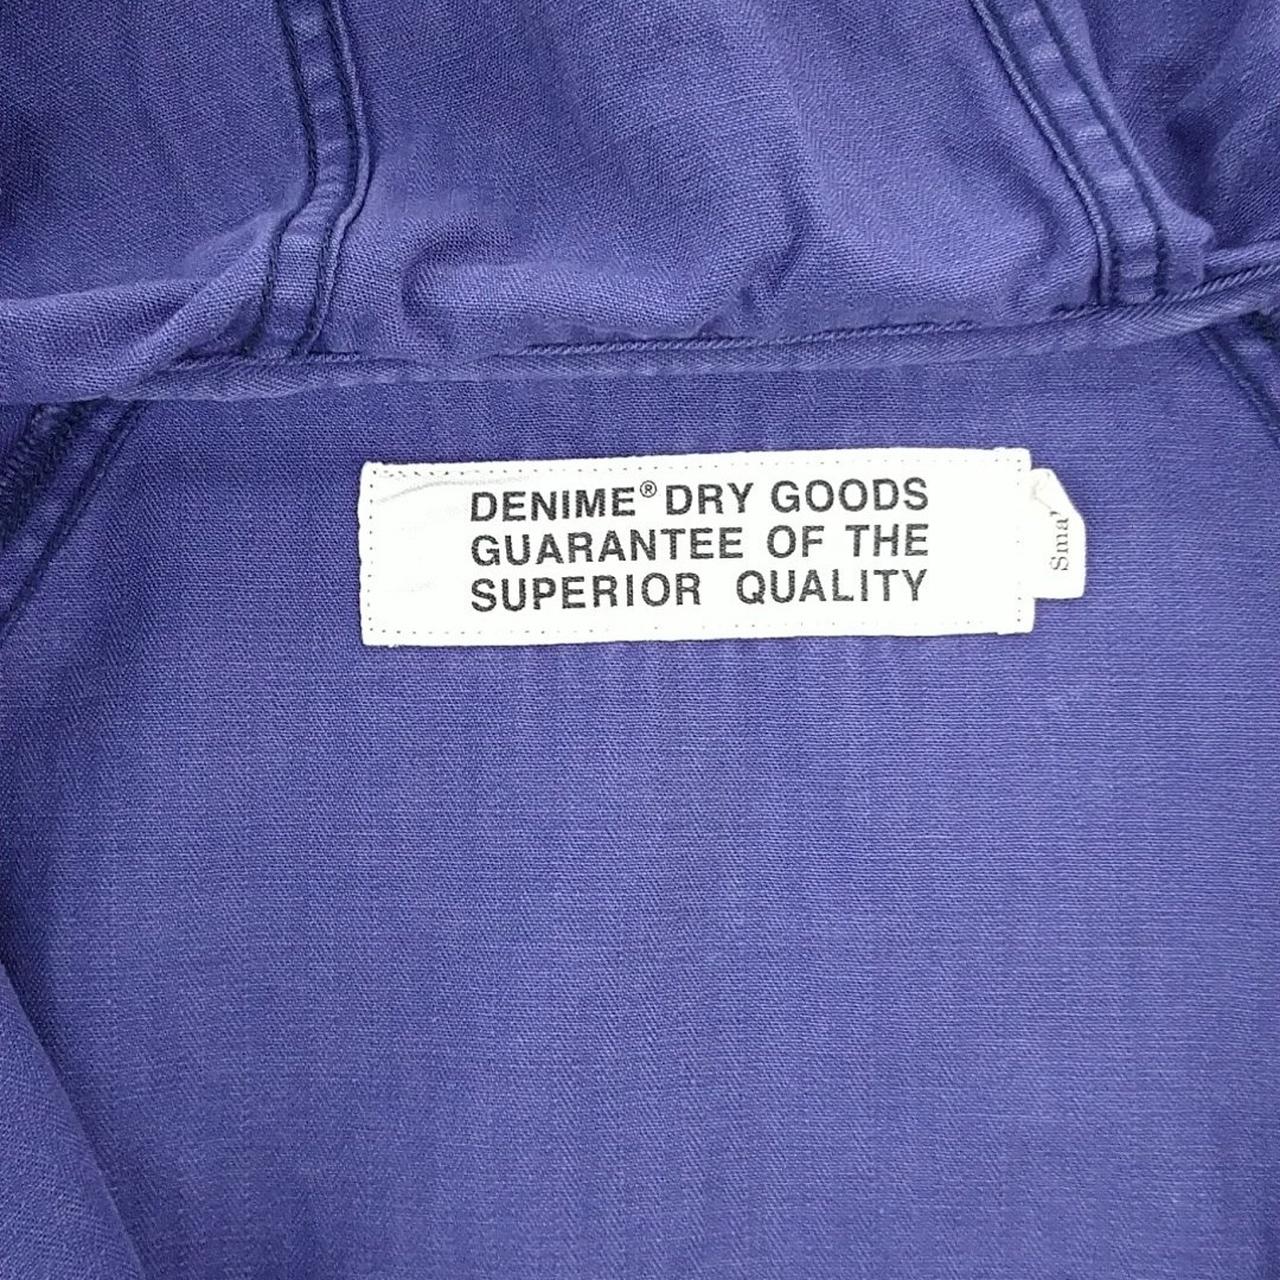 DENIME® DRY GOODS
GUARANTEE OF THE
SUPERIOR QUALITY